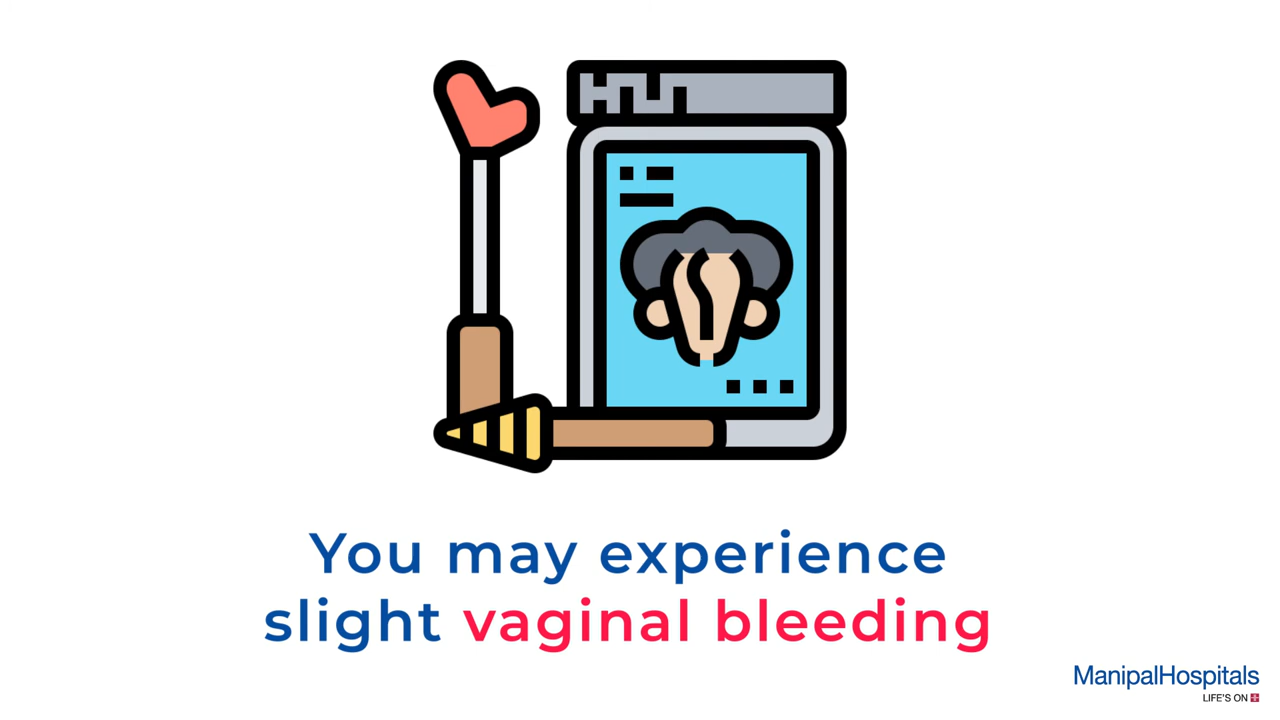 You may experience
slight vaginal bleeding
ManipalHospitals
LIFE'S ON